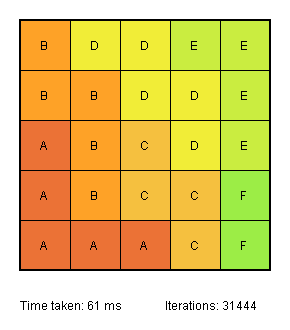 B D D E E
B B D D E
A B C D E
A B C C F
A A A C F
Time taken: 61 ms Iterations: 31444